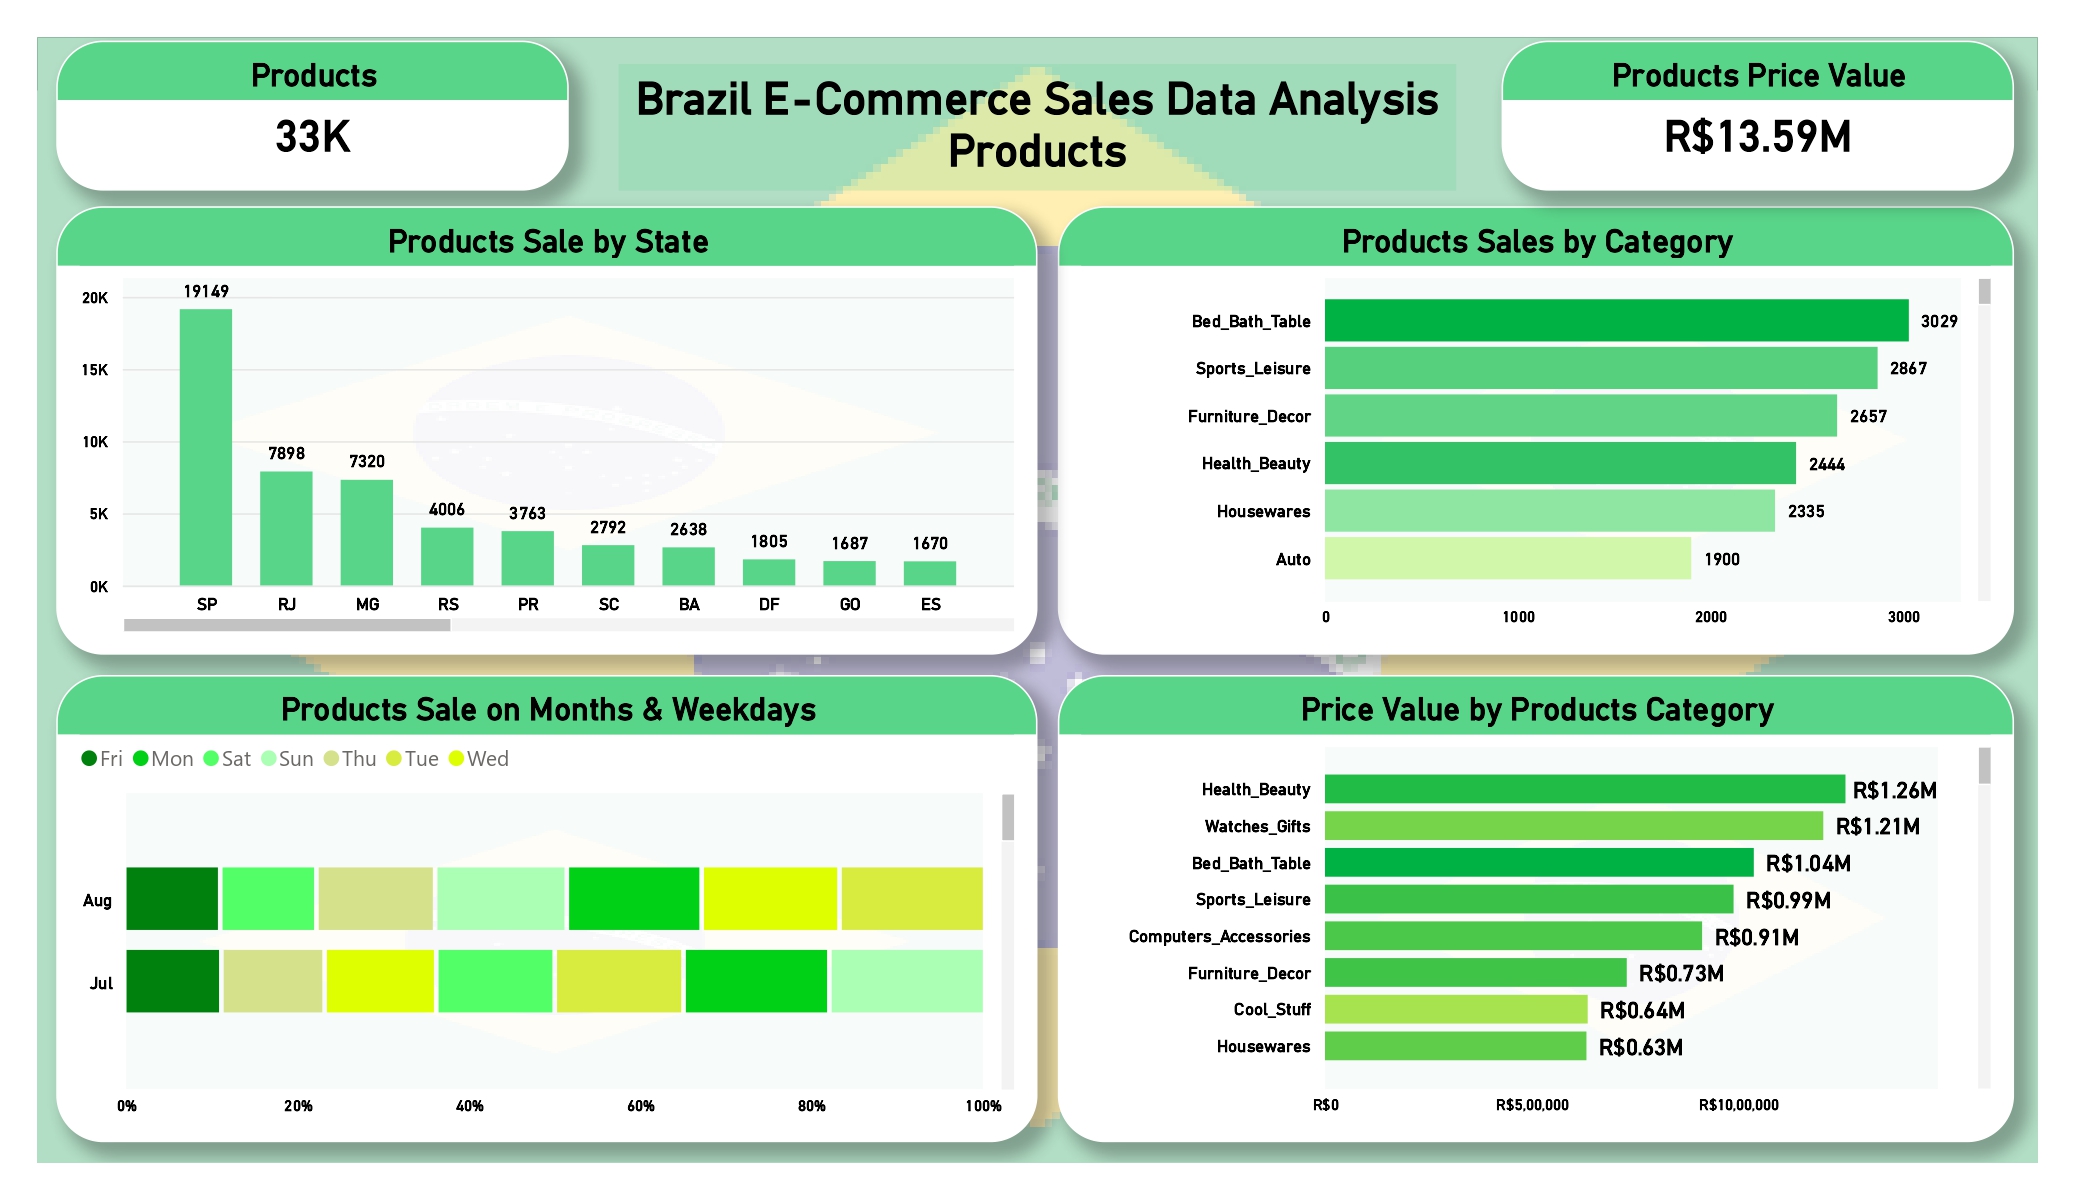 Products
33K
Brazil E-Commerce Sales Data Analysis
Products
Products Price Value
R$13.59M
Products Sale by State
20K
15K
10K
5K
0K
19149
7898
7320
4006
3763
2792
2638
1805
1687
1670
SP RJ MG RS PR SC BA DF GO ES
Products Sales by Category
Bed_Bath_Table 3029
Sports_Leisure 2867
Furniture_Decor 2657
Health_Beauty 2444
Housewares 2335
Auto 1900
0 1000 2000 3000
Products Sale on Months & Weekdays
Fri Mon Sat Sun Thu Tue Wed
Aug
Jul
0% 20% 40% 60% 80% 100%
Price Value by Products Category
Health_Beauty R$1.26M
Watches_Gifts R$1.21M
Bed_Bath_Table R$1.04M
Sports_Leisure R$0.99M
Computers_Accessories R$0.91M
Furniture_Decor R$0.73M
Cool_Stuff R$0.64M
Housewares R$0.63M
R$0 R$5,00,000 R$10,00,000